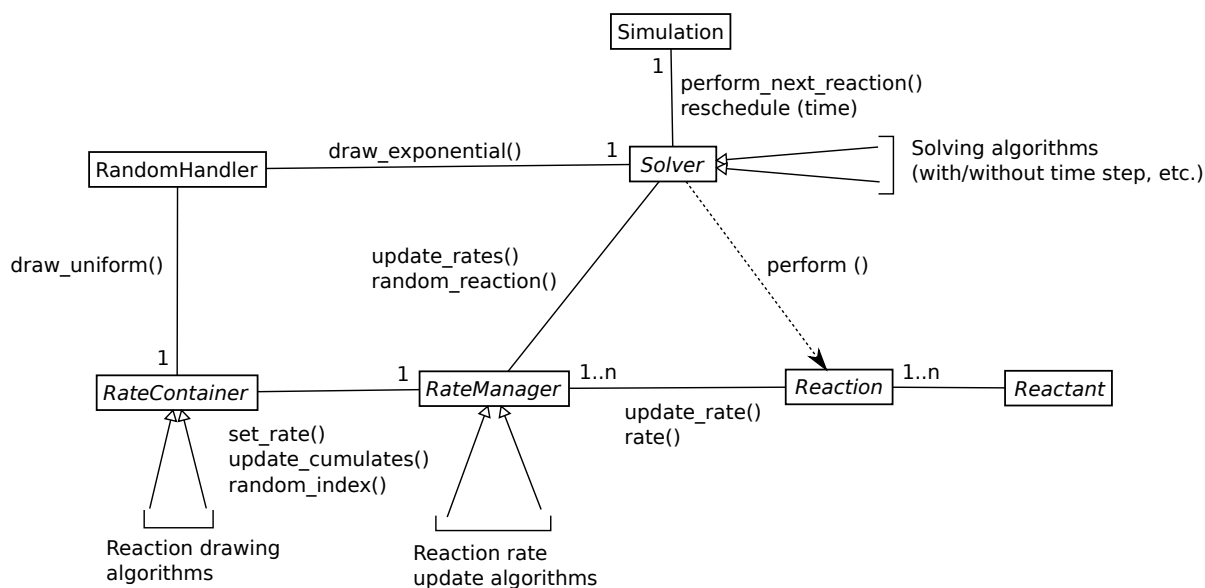 Simulation
1
perform_next_reaction()
reschedule (time)
draw_exponential()
1
RandomHandler
Solver
Solving algorithms
(with/without time step, etc.)
draw_uniform()
update_rates()
random_reaction()
perform ()
1
RateContainer
1
RateManager
1..n
Reaction
1..n
Reactant
update_rate()
rate()
set_rate()
update_cumulates()
random_index()
Reaction drawing
algorithms
Reaction rate
update algorithms